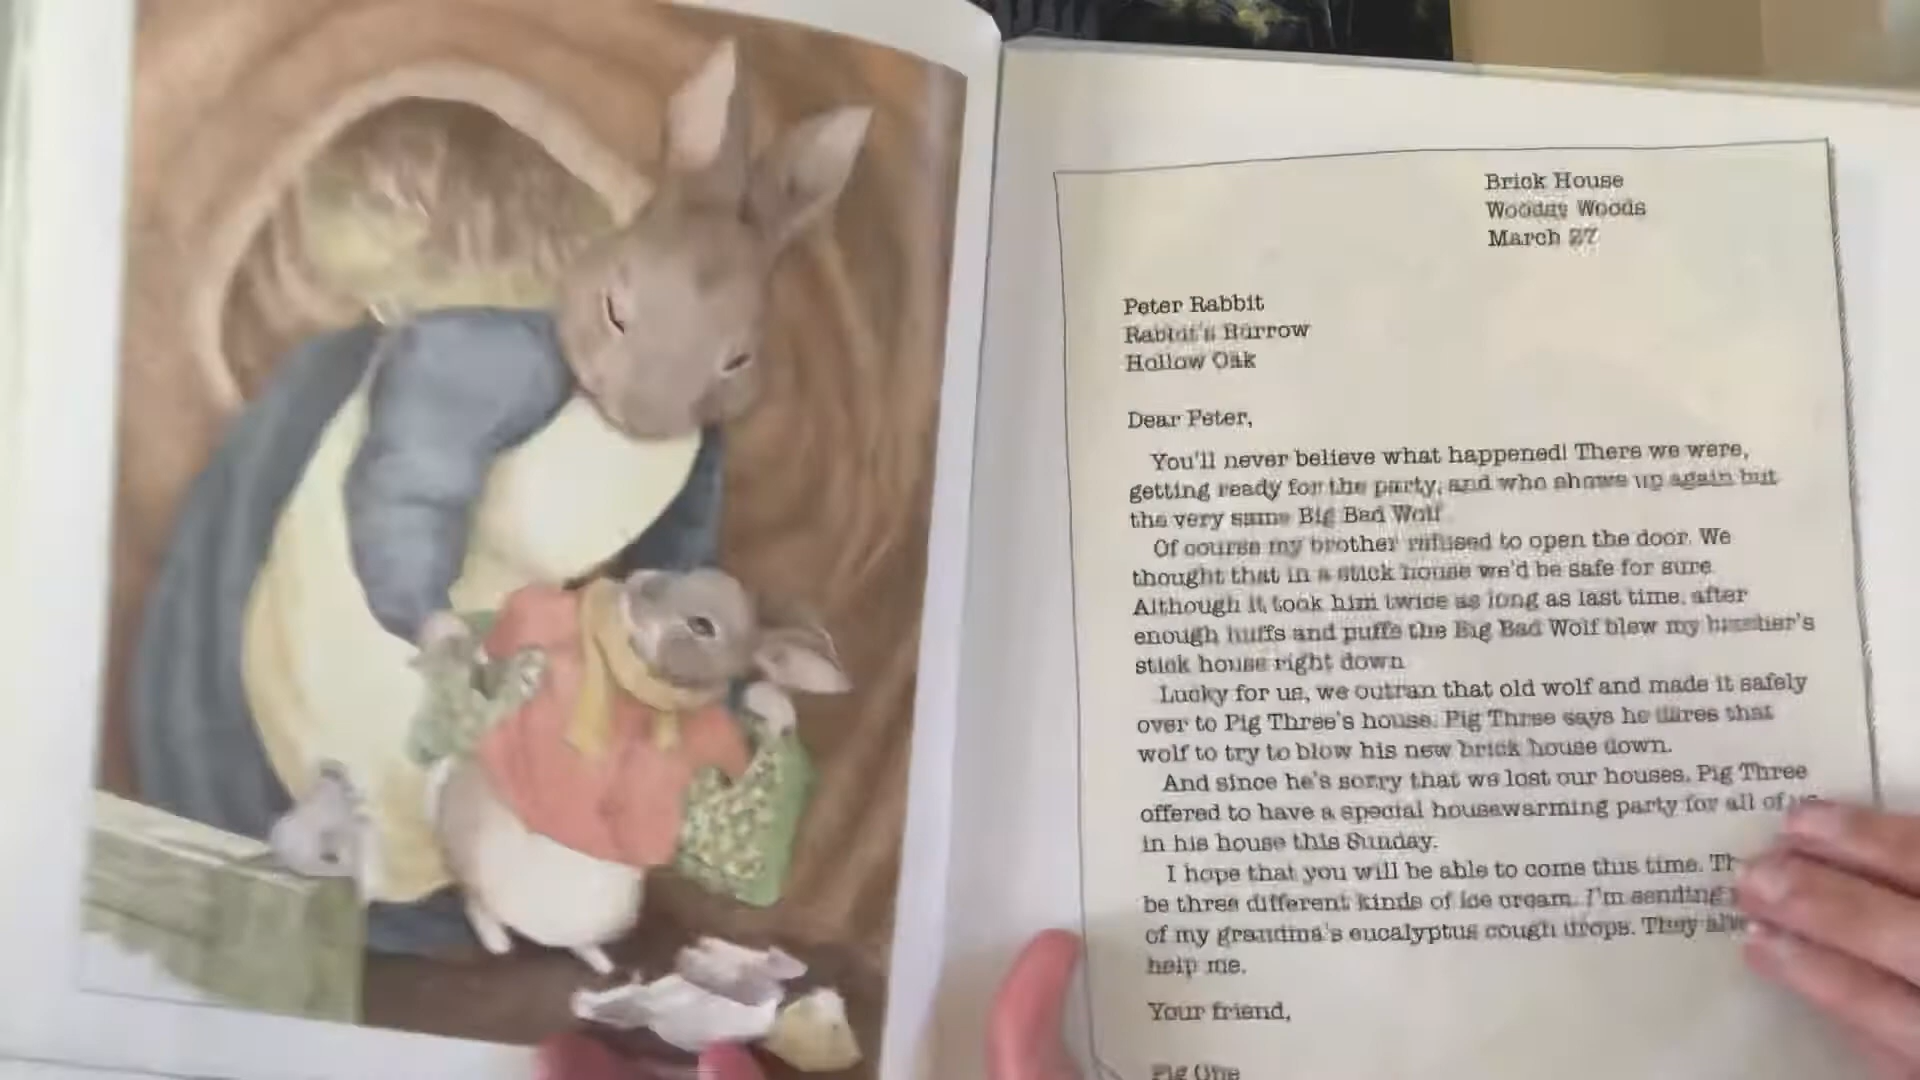 Brick House
Woods
March 27
Peter Rabbit
Rabbit's Burrow
Hollow Oak
Dear Peter,
You'll never believe what happened! There we were,
getting ready for the party, and who shows up again but
the very same Big Bad Wolf
Of course my brother refused to open the door. We
thought that in a stick house we'd be safe for sure
Although it took him twice as long as last time, after
enough huffs and puffs the Big Bad Wolf blew my brother's
stick house right down
Lucky for us, we outran that old wolf and made it safely
over to Pig Three's house. Pig Three says he dares that
wolf to try to blow his new brick house down.
And since he's sorry that we lost our houses, Pig Three
offered to have a special housewarming party for all of us
in his house this Sunday.
I hope that you will be able to come this time.
be three different kinds of ice cream. I'm sending
of my grandma's eucalyptus cough drops. They
help me.
Your friend,
Pig One